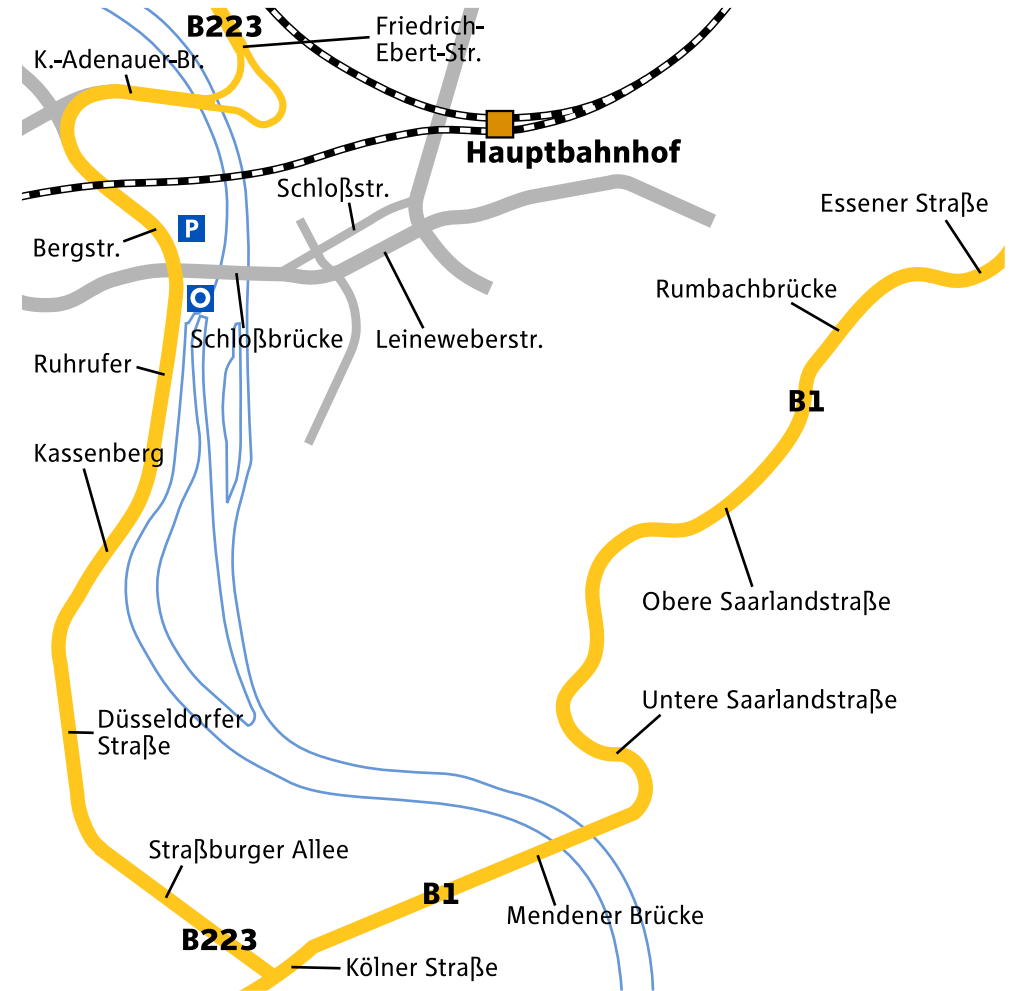 B223
Friedrich-
Ebert-Str.
K.-Adenauer-Br.
Hauptbahnhof
Schloßstr.
Essener Straße
P
Bergstr.
Rumbachbrücke
O
Schloßbrücke
Leineweberstr.
Ruhrufer
B1
Kassenberg
Obere Saarlandstraße
Untere Saarlandstraße
Düsseldorfer
Straße
Straßburger Allee
B1
Mendener Brücke
B223
Kölner Straße